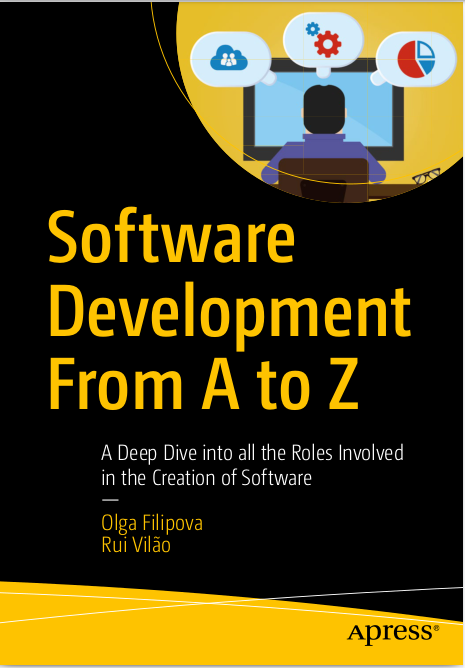 Software
Development
From A to Z
A Deep Dive into all the Roles Involved
in the Creation of Software
—
Olga Filipova
Rui Vilão
Apress®